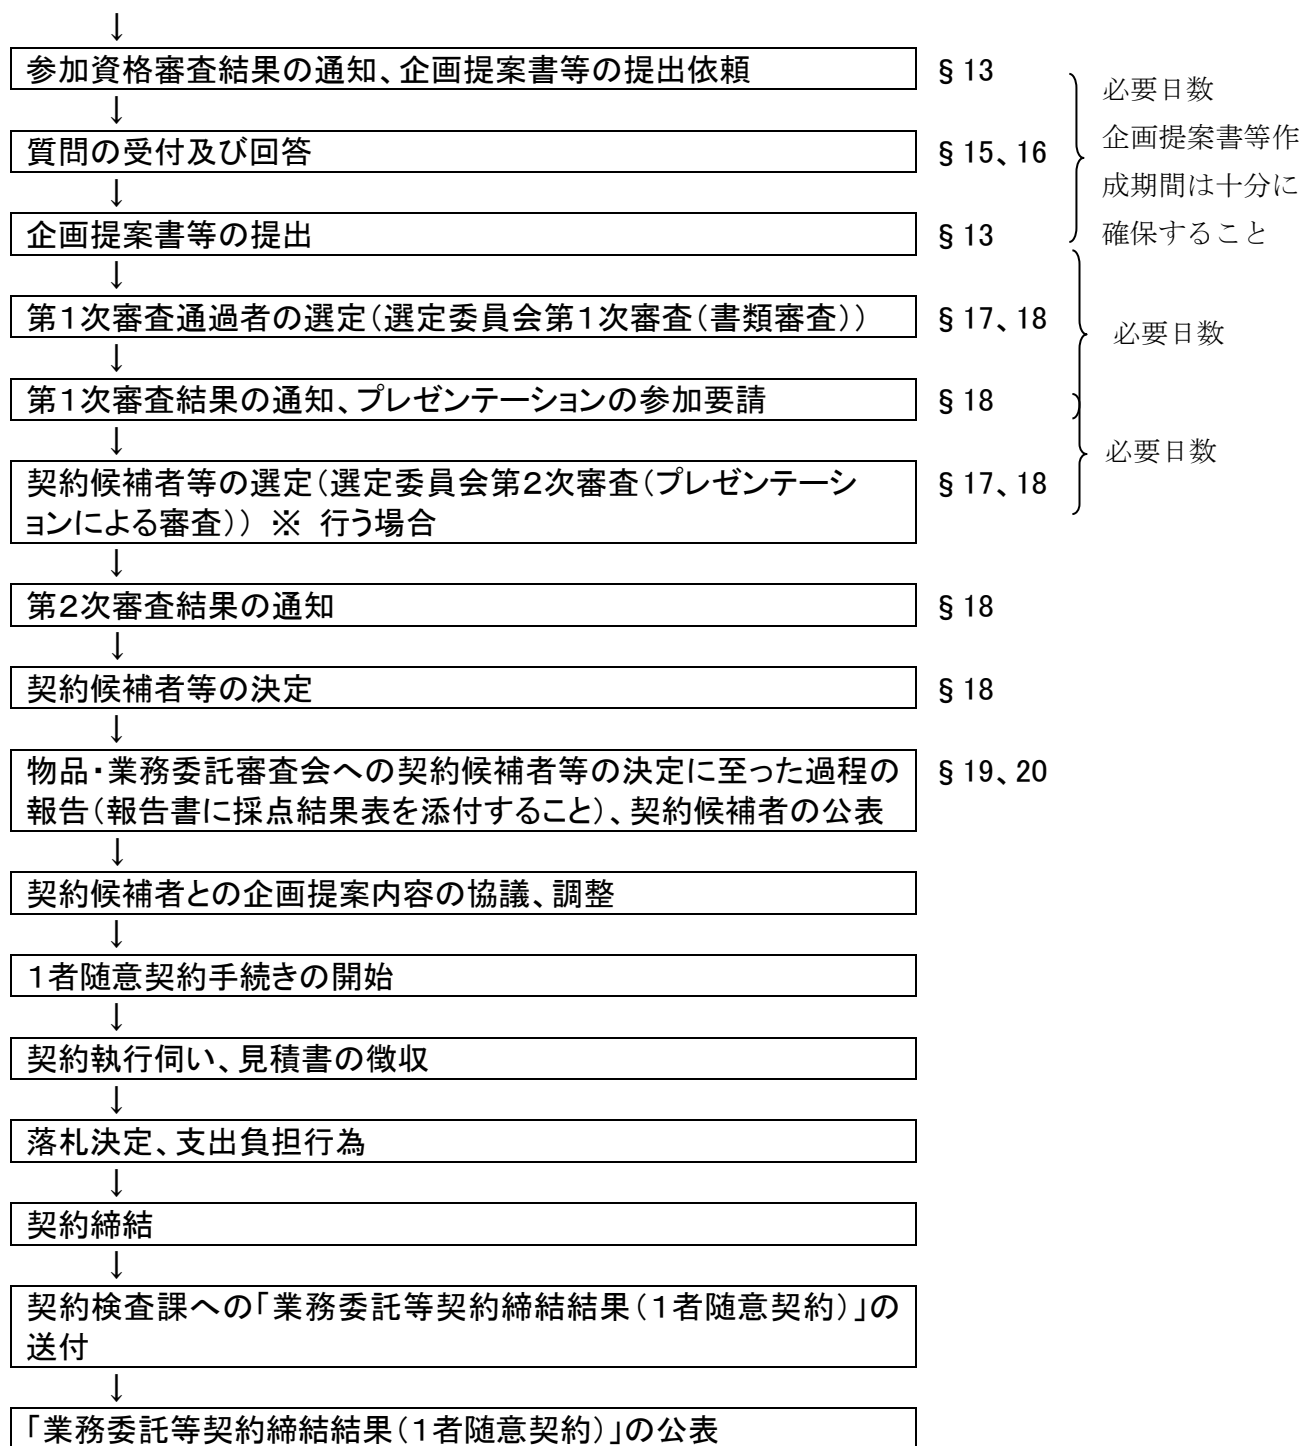 ↓
参加資格審査結果の通知、企画提案書等の提出依頼 §13
↓
質問の受付及び回答 §15、16
↓
企画提案書等の提出 §13
必要日数
企画提案書等作
成期間は十分に
確保すること
↓
第1次審査通過者の選定(選定委員会第1次審査(書類審査)) §17、18
必要日数
↓
第1次審査結果の通知、プレゼンテーションの参加要請 §18
↓
契約候補者等の選定(選定委員会第2次審査(プレゼンテーシ §17、18
ョンによる審査)) ※ 行う場合
必要日数
↓
第2次審査結果の通知 §18
↓
契約候補者等の決定 §18
↓
物品・業務委託審査会への契約候補者等の決定に至った過程の §19、20
報告(報告書に採点結果表を添付すること)、契約候補者の公表
↓
契約候補者との企画提案内容の協議、調整
↓
1者随意契約手続きの開始
↓
契約執行伺い、見積書の徴収
↓
落札決定、支出負担行為
↓
契約締結
↓
契約検査課への「業務委託等契約締結結果(1者随意契約)」の
送付
↓
「業務委託等契約締結結果(1者随意契約)」の公表